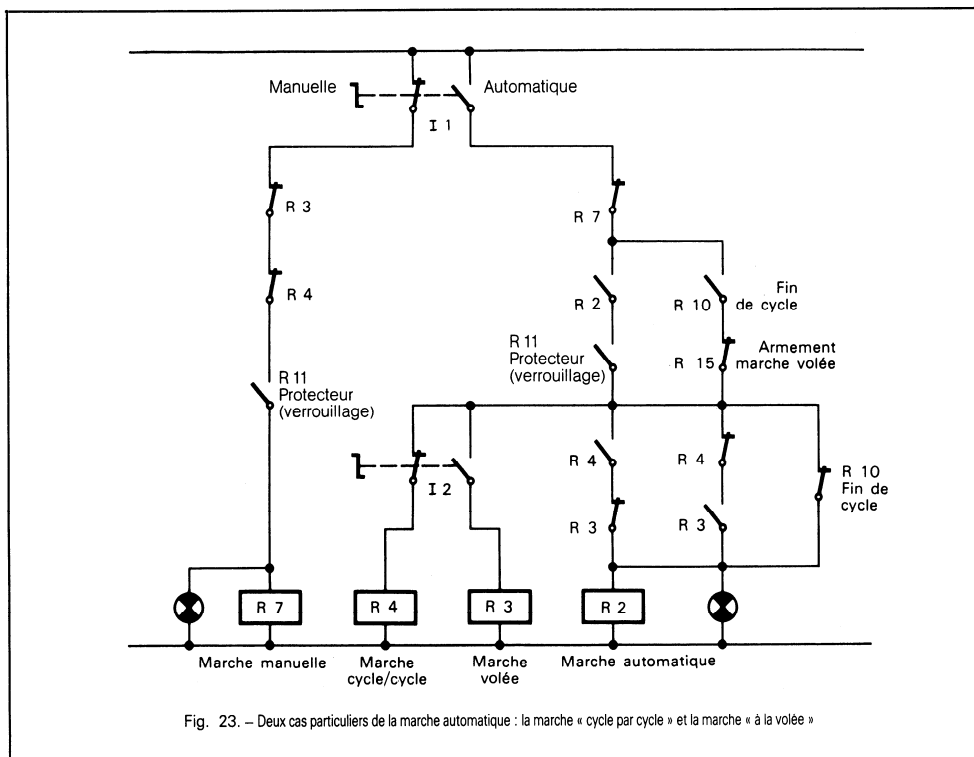 Manuelle
Automatique
I 1
R 3
R 7
R 4
R 2
R 10
Fin
de cycle
R 11
Protecteur
(verrouillage)
R 11
Protecteur
(verrouillage)
R 15
Armement
marche volée
I 2
R 4
R 4
R 10
Fin de
cycle
R 3
R 3
R 7
R 4
R 3
R 2
Marche manuelle
Marche
cycle/cycle
Marche
volée
Marche automatique
Fig. 23. – Deux cas particuliers de la marche automatique : la marche « cycle par cycle » et la marche « à la volée »